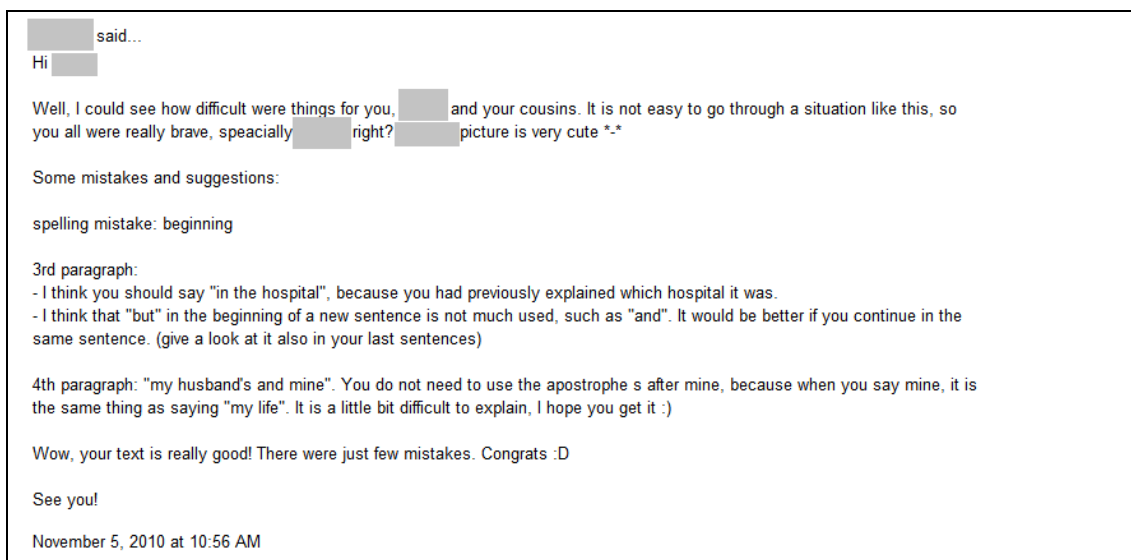 said...
Hi
Well, I could see how difficult were things for you, and your cousins. It is not easy to go through a situation like this, so
you all were really brave, speacially right? picture is very cute *-*
Some mistakes and suggestions:
spelling mistake: beginning
3rd paragraph:
- I think you should say "in the hospital", because you had previously explained which hospital it was.
- I think that "but" in the beginning of a new sentence is not much used, such as "and". It would be better if you continue in the
same sentence. (give a look at it also in your last sentences)
4th paragraph: "my husband's and mine". You do not need to use the apostrophe s after mine, because when you say mine, it is
the same thing as saying "my life". It is a little bit difficult to explain, I hope you get it :)
Wow, your text is really good! There were just few mistakes. Congrats :D
See you!
November 5, 2010 at 10:56 AM